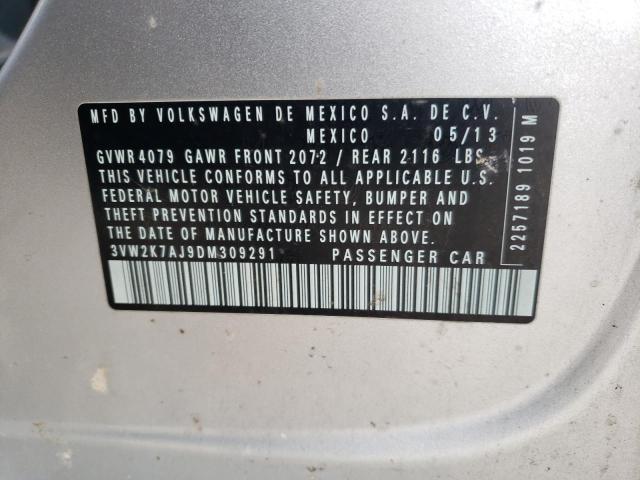 MFD BY VOLKSWAGEN DE MEXICO S.A. DE C.V.
MEXICO 05/13
GVWR 4079 GAWR FRONT 2072 / REAR 2116 LBS
THIS VEHICLE CONFORMS TO ALL APPLICABLE U.S.
FEDERAL MOTOR VEHICLE SAFETY, BUMPER AND
THEFT PREVENTION STANDARDS IN EFFECT ON
THE DATE OF MANUFACTURE SHOWN ABOVE.
3VW2K7AJ9DM309291 PASSENGER CAR
2257189 1019 M